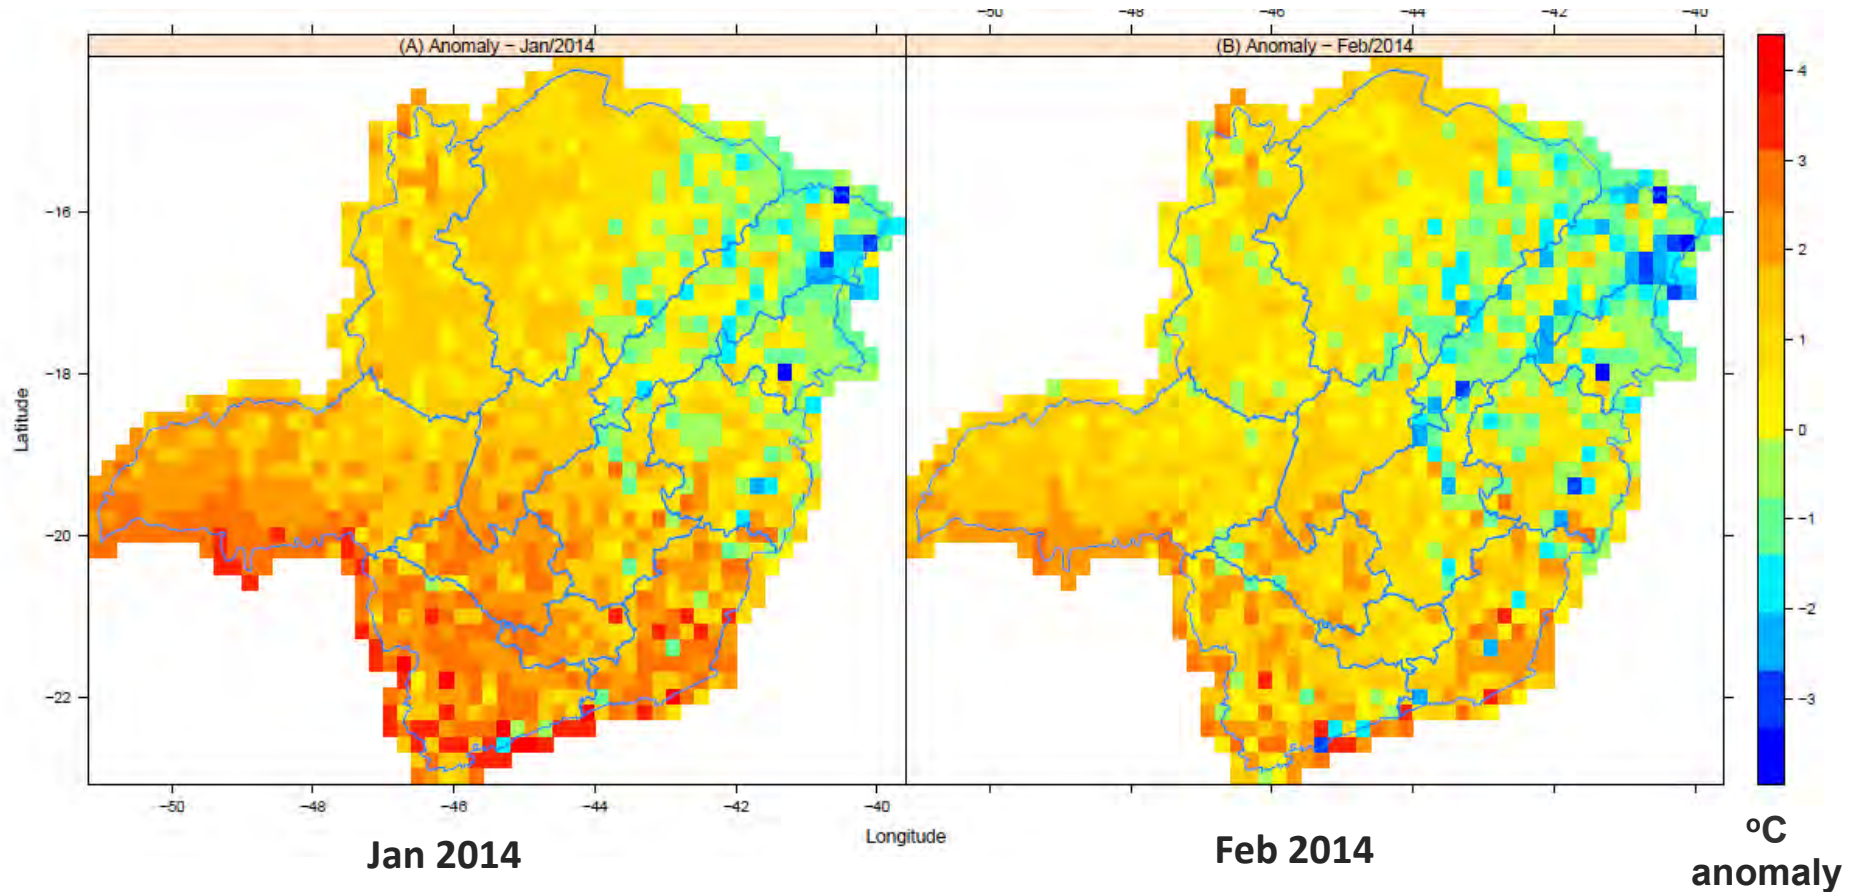 −50 −48 −46 −44 −42 −40
(A) Anomaly − Jan/2014 (B) Anomaly − Feb/2014
4
3
2
1
0
−1
−2
−3
−16
−18
−20
−22
Latitude
−50 −48 −46 −44 −42 −40
Longitude
Jan 2014 Feb 2014
ºC
anomaly